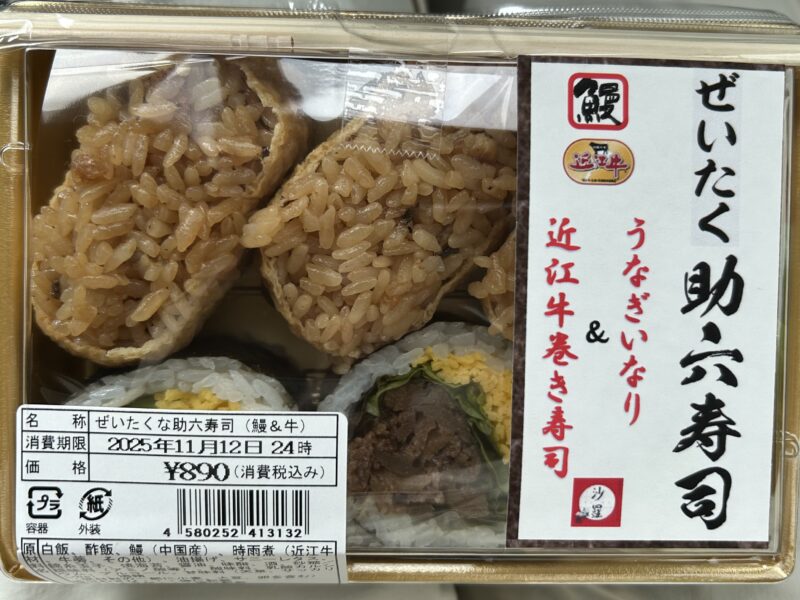 鰻
近江牛
ぜいたく助六寿司
うなぎいなり
&
近江牛巻き寿司
沙羅
名 称 ぜいたくな助六寿司（鰻&牛）
消費期限 2025年11月12日 24時
価 格 ¥890（消費税込み）
プラ 容器
紙 外装
4 580252 413132
原 白飯、酢飯、鰻（中国産） 時雨煮（近江牛